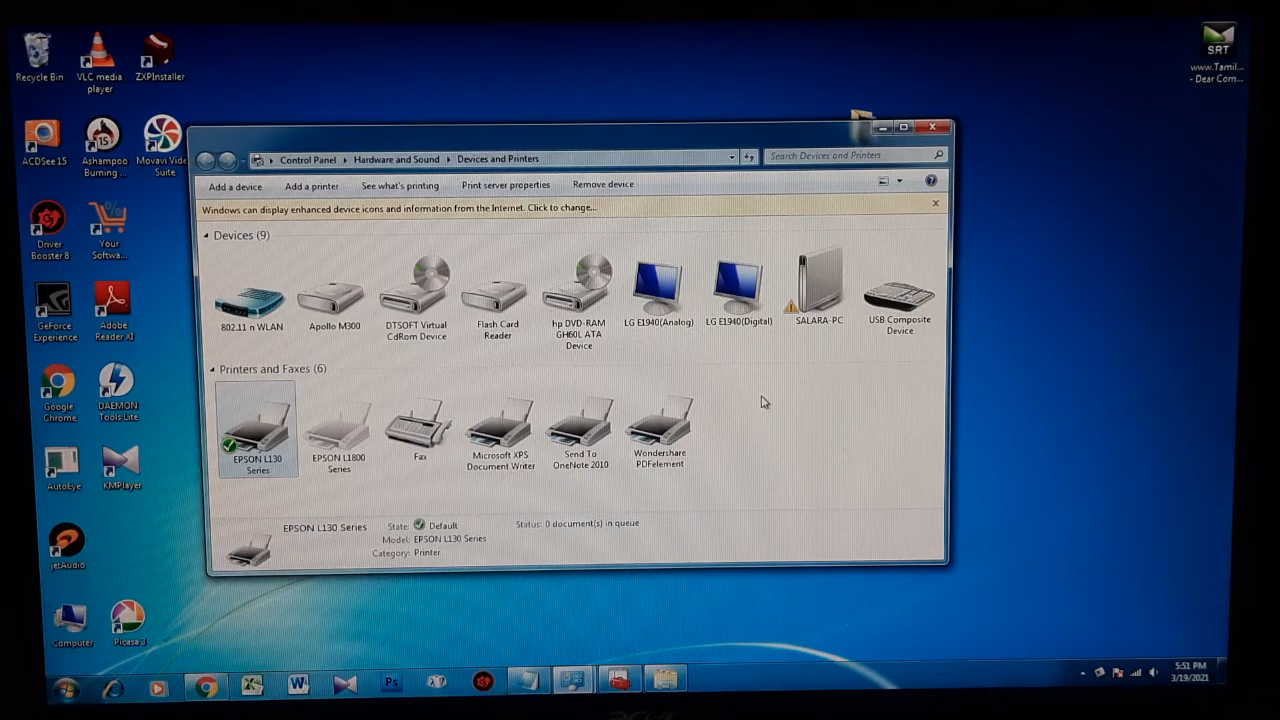 Recycle Bin
VLC media
player
ZXPInstaller
SRT
www.Tamil...
- Dear Com...
ACDSee 15
15
Ashampoo
Burning ...
Movavi Vide
Suite
Driver
Booster 8
Your
Softwa...
GeForce
Experience
Adobe
Reader XI
Google
Chrome
DAEMON
Tools Lite
AutoEye
KMPlayer
jetAudio
Computer
Picasa 3
Control Panel
Hardware and Sound
Devices and Printers
Search Devices and Printers
Add a device
Add a printer
See what's printing
Print server properties
Remove device
Windows can display enhanced device icons and information from the Internet. Click to change...
Devices (9)
802.11 n WLAN
Apollo M300
DTSOFT Virtual
CdRom Device
Flash Card
Reader
hp DVD-RAM
GH60L ATA
Device
LG E1940(Analog)
LG E1940(Digital)
SALARA-PC
USB Composite
Device
Printers and Faxes (6)
EPSON L130
Series
EPSON L1800
Series
Fax
Microsoft XPS
Document Writer
Send To
OneNote 2010
Wondershare
PDFelement
EPSON L130 Series
State: Default
Status: 0 document(s) in queue
Model: EPSON L130 Series
Category: Printer
Ps
5:51 PM
3/19/2021